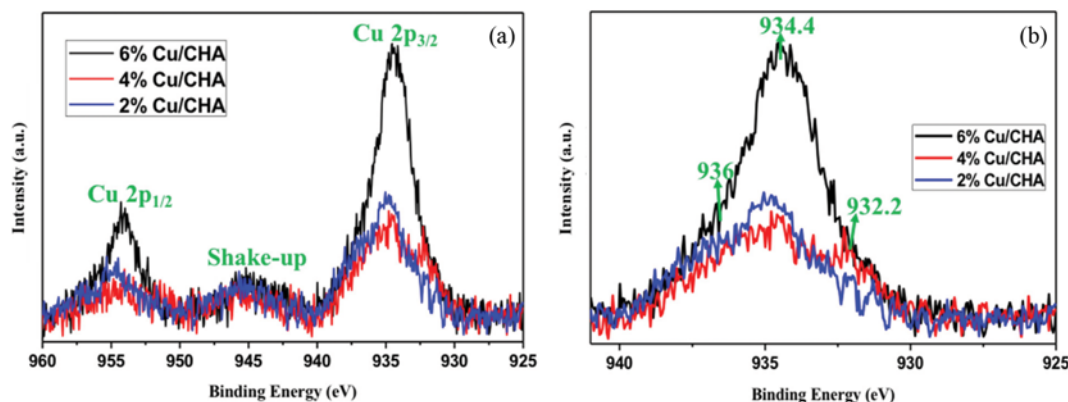 (a)
Cu 2p3/2
6% Cu/CHA
4% Cu/CHA
2% Cu/CHA
Cu 2p1/2
Shake-up
Intensity (a.u.)
960 955 950 945 940 935 930 925
Binding Energy (eV)
(b)
934.4
6% Cu/CHA
4% Cu/CHA
2% Cu/CHA
936
932.2
Intensity (a.u.)
940 935 930 925
Binding Energy (eV)